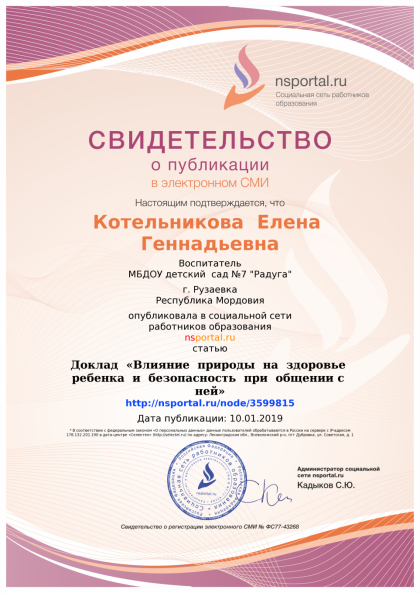 nsportal.ru
Социальная сеть работников
образования
СВИДЕТЕЛЬСТВО
о публикации
в электронном СМИ
Настоящим подтверждается, что
Котельникова Елена
Геннадьевна
Воспитатель
МБДОУ детский сад №7 "Радуга"
г. Рузаевка
Республика Мордовия
опубликовала в социальной сети
работников образования
nsportal.ru
статью
Доклад «Влияние природы на здоровье
ребенка и безопасность при общении с
ней»
http://nsportal.ru/node/3599815
Дата публикации: 10.01.2019
* В соответствии с федеральным законом «О персональных данных» данные пользователей обрабатываются в России на сервере с IP-адресом
178.132.201.190 в дата-центре «Селектел» http://selectel.ru/ по адресу: Ленинградская обл., Всеволожский р-н, пгт Дубровка, ул. Советская, д. 1
nsportal.ru
Администратор социальной
сети nsportal.ru
Кадыков С.Ю.
Свидетельство о регистрации электронного СМИ № ФС77-43268